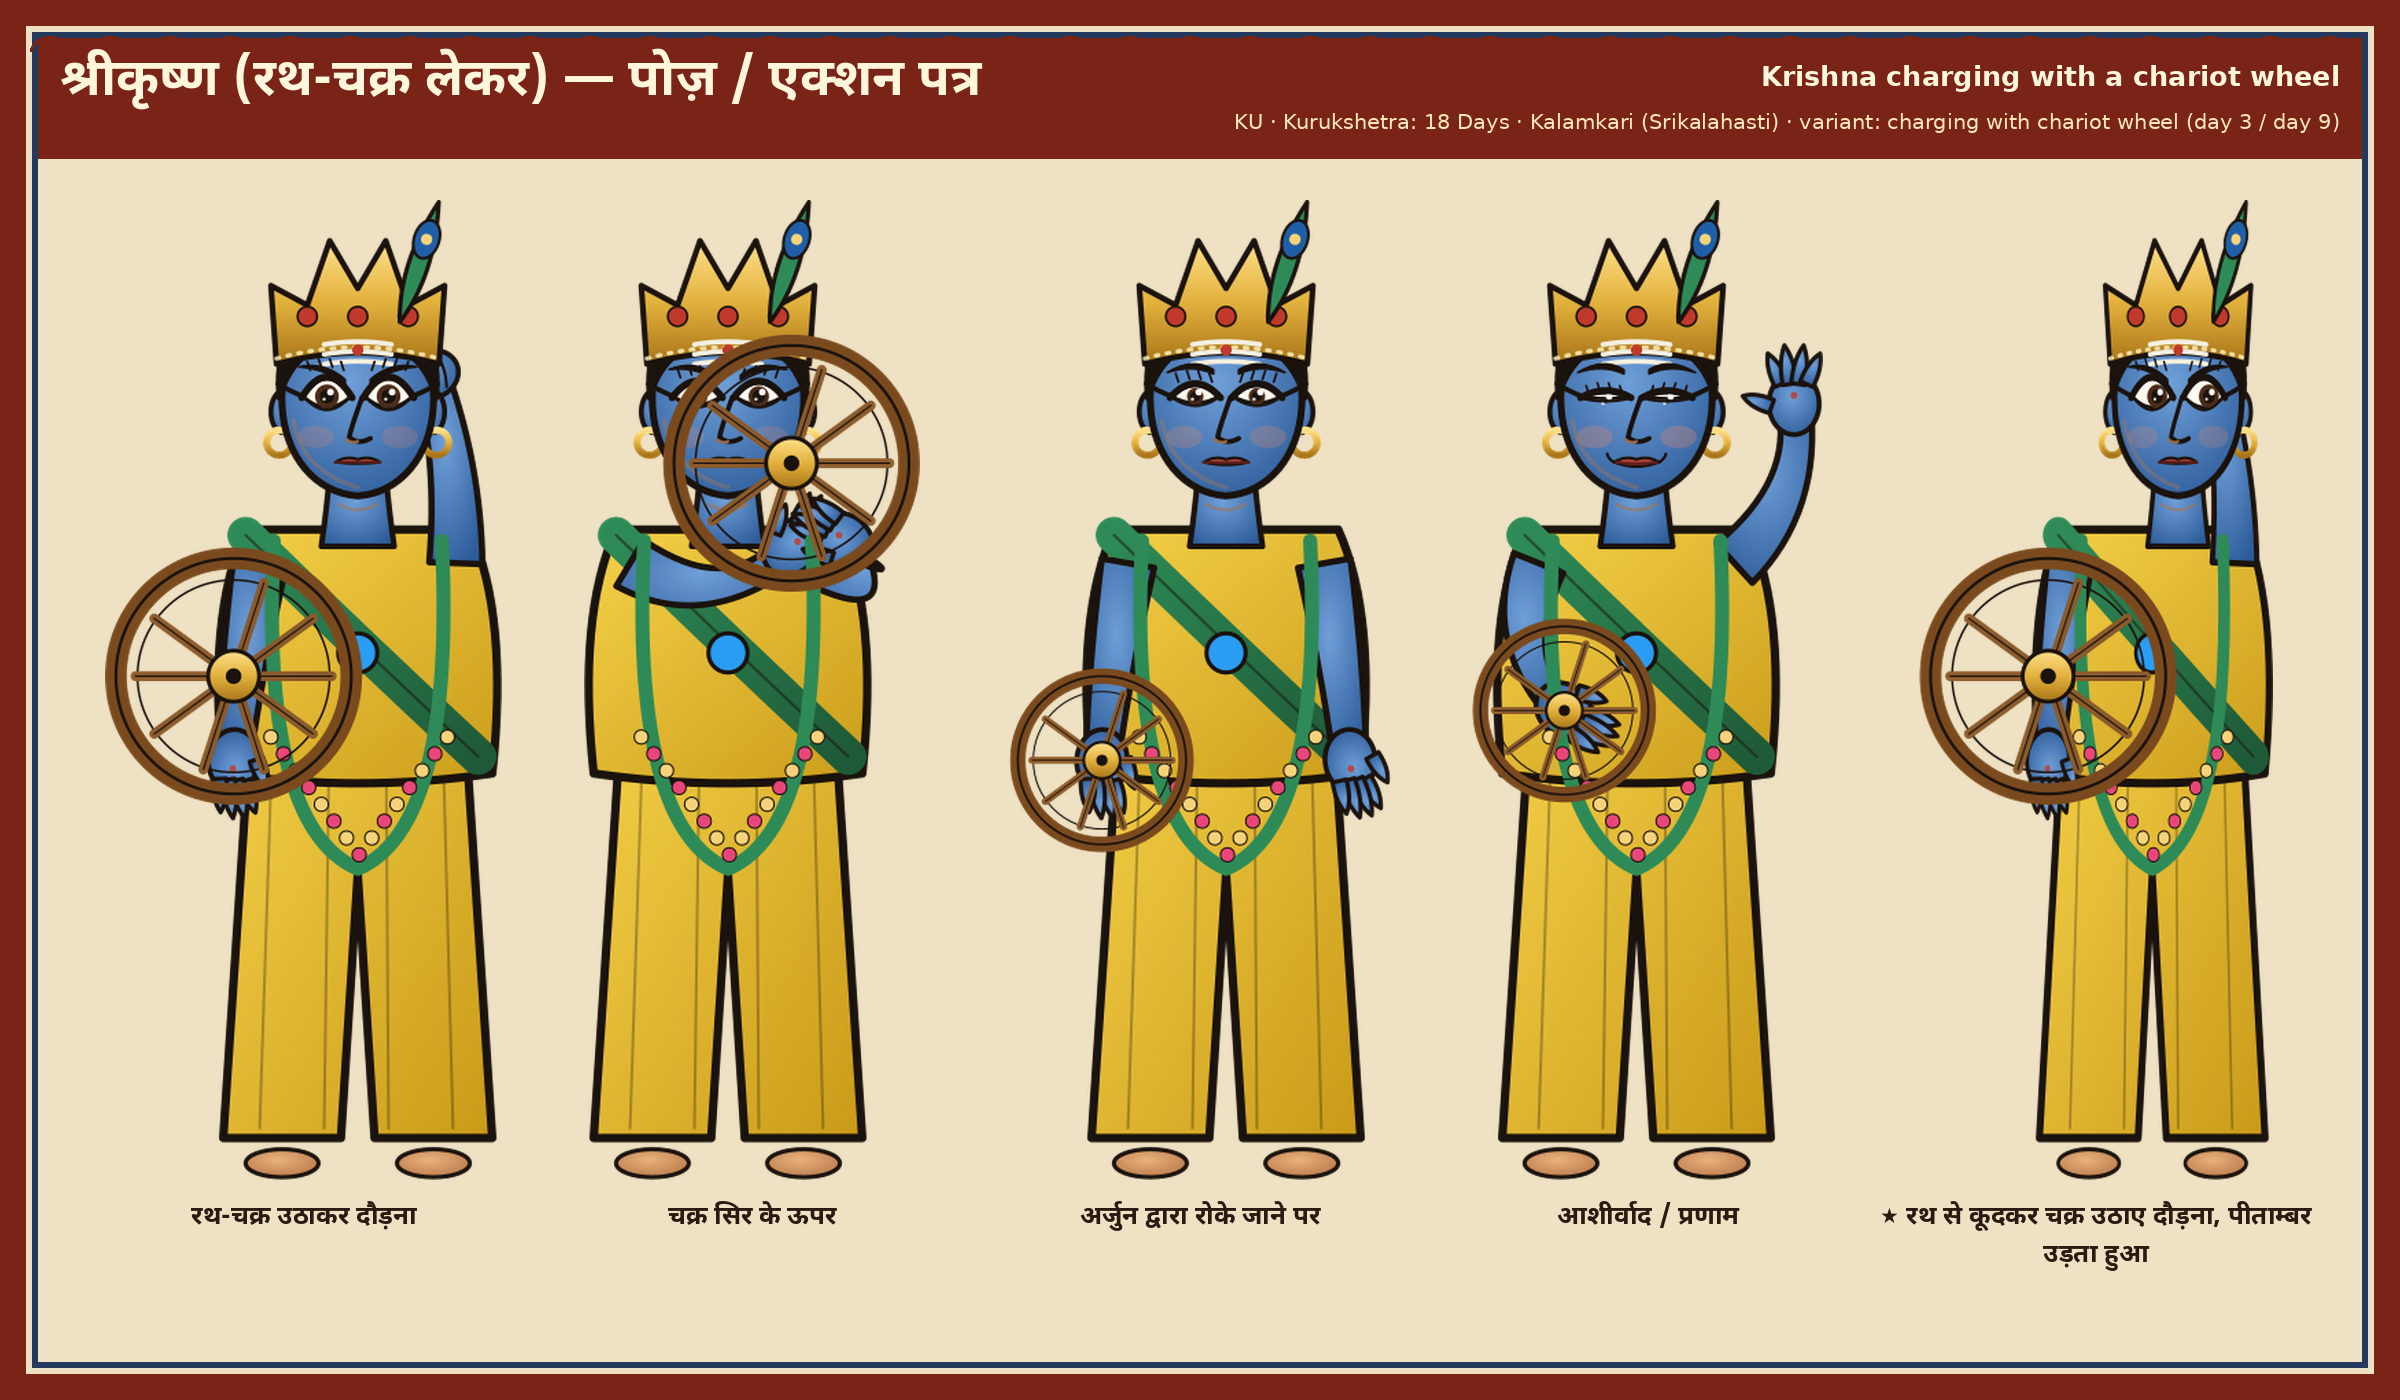 श्रीकृष्ण (रथ-चक्र लेकर) — पोज़ / एक्शन पत्र
Krishna charging with a chariot wheel
KU · Kurukshetra: 18 Days · Kalamkari (Srikalahasti) · variant: charging with chariot wheel (day 3 / day 9)
रथ-चक्र उठाकर दौड़ना
चक्र सिर के ऊपर
अर्जुन द्वारा रोके जाने पर
आशीर्वाद / प्रणाम
★ रथ से कूदकर चक्र उठाए दौड़ना, पीताम्बर
उड़ता हुआ